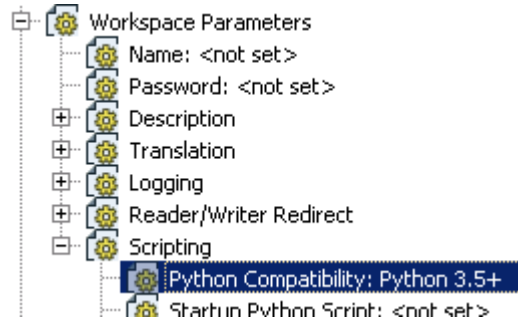 Workspace Parameters
Name: <not set>
Password: <not set>
Description
Translation
Logging
Reader/Writer Redirect
Scripting
Python Compatibility: Python 3.5+
Startup Python Script: <not set>